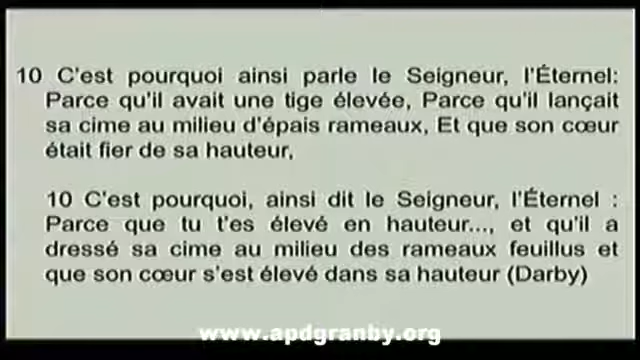 10 C'est pourquoi ainsi parle le Seigneur, l'Éternel:
Parce qu'il avait une tige élevée, Parce qu'il lançait
sa cime au milieu d'épais rameaux, Et que son cœur
était fier de sa hauteur,
10 C'est pourquoi, ainsi dit le Seigneur, l'Éternel :
Parce que tu t'es élevé en hauteur..., et qu'il a
dressé sa cime au milieu des rameaux feuillus et
que son cœur s'est élevé dans sa hauteur (Darby)
www.apdgranby.org